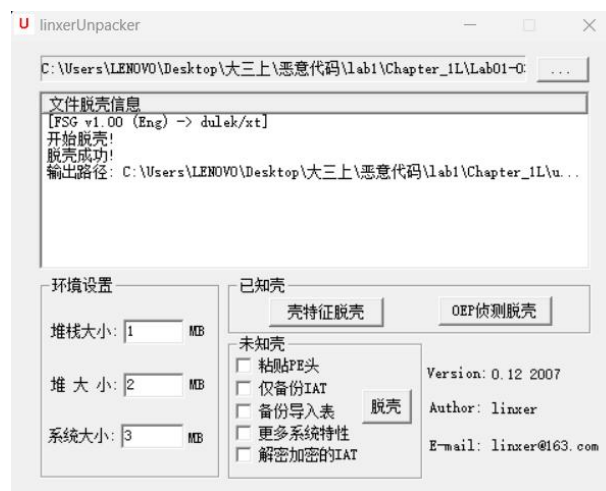 U linxerUnpacker
C:\Users\LENOVO\Desktop\大三上\恶意代码\lab1\Chapter_1L\Lab01-0
...
文件脱壳信息
[FSG v1.00 (Eng) -> dulek/xt]
开始脱壳!
脱壳成功!
输出路径: C:\Users\LENOVO\Desktop\大三上\恶意代码\lab1\Chapter_1L\u...
环境设置
堆栈大小: 1 MB
堆 大 小: 2 MB
系统大小: 3 MB
已知壳
壳特征脱壳
OEP侦测脱壳
未知壳
粘贴PE头
仅备份IAT
备份导入表
更多系统特性
解密加密的IAT
脱壳
Version: 0.12 2007
Author: linxer
E-mail: linxer@163.com